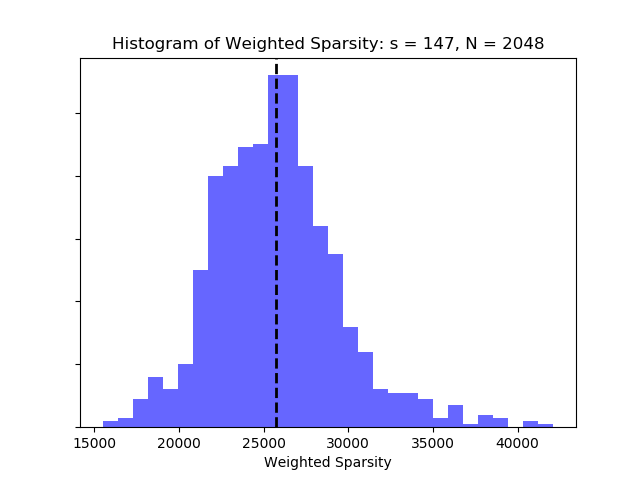 Histogram of Weighted Sparsity: s = 147, N = 2048
15000 20000 25000 30000 35000 40000
Weighted Sparsity